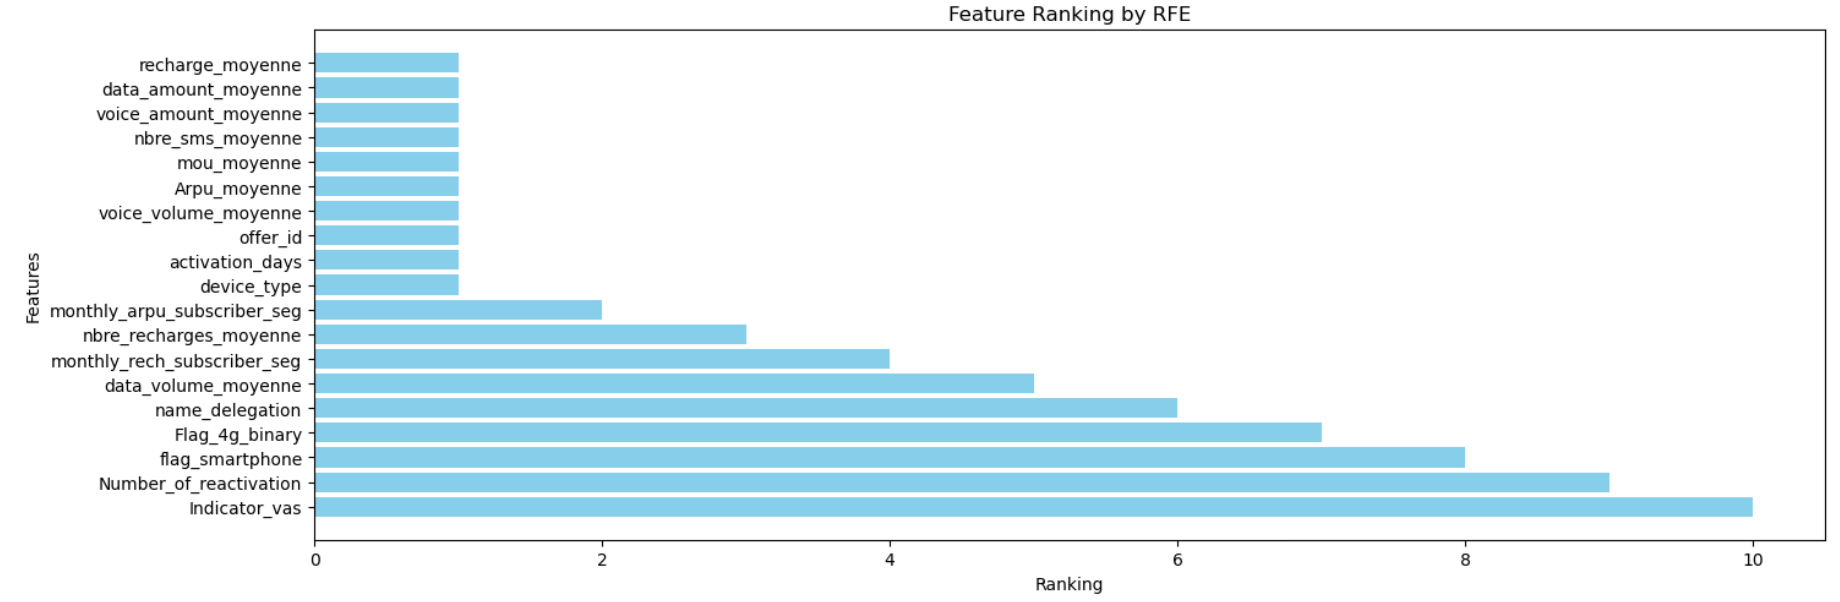 Feature Ranking by RFE
recharge_moyenne
data_amount_moyenne
voice_amount_moyenne
nbre_sms_moyenne
mou_moyenne
Arpu_moyenne
voice_volume_moyenne
offer_id
activation_days
device_type
monthly_arpu_subscriber_seg
nbre_recharges_moyenne
monthly_rech_subscriber_seg
data_volume_moyenne
name_delegation
Flag_4g_binary
flag_smartphone
Number_of_reactivation
Indicator_vas
Features
0 2 4 6 8 10
Ranking